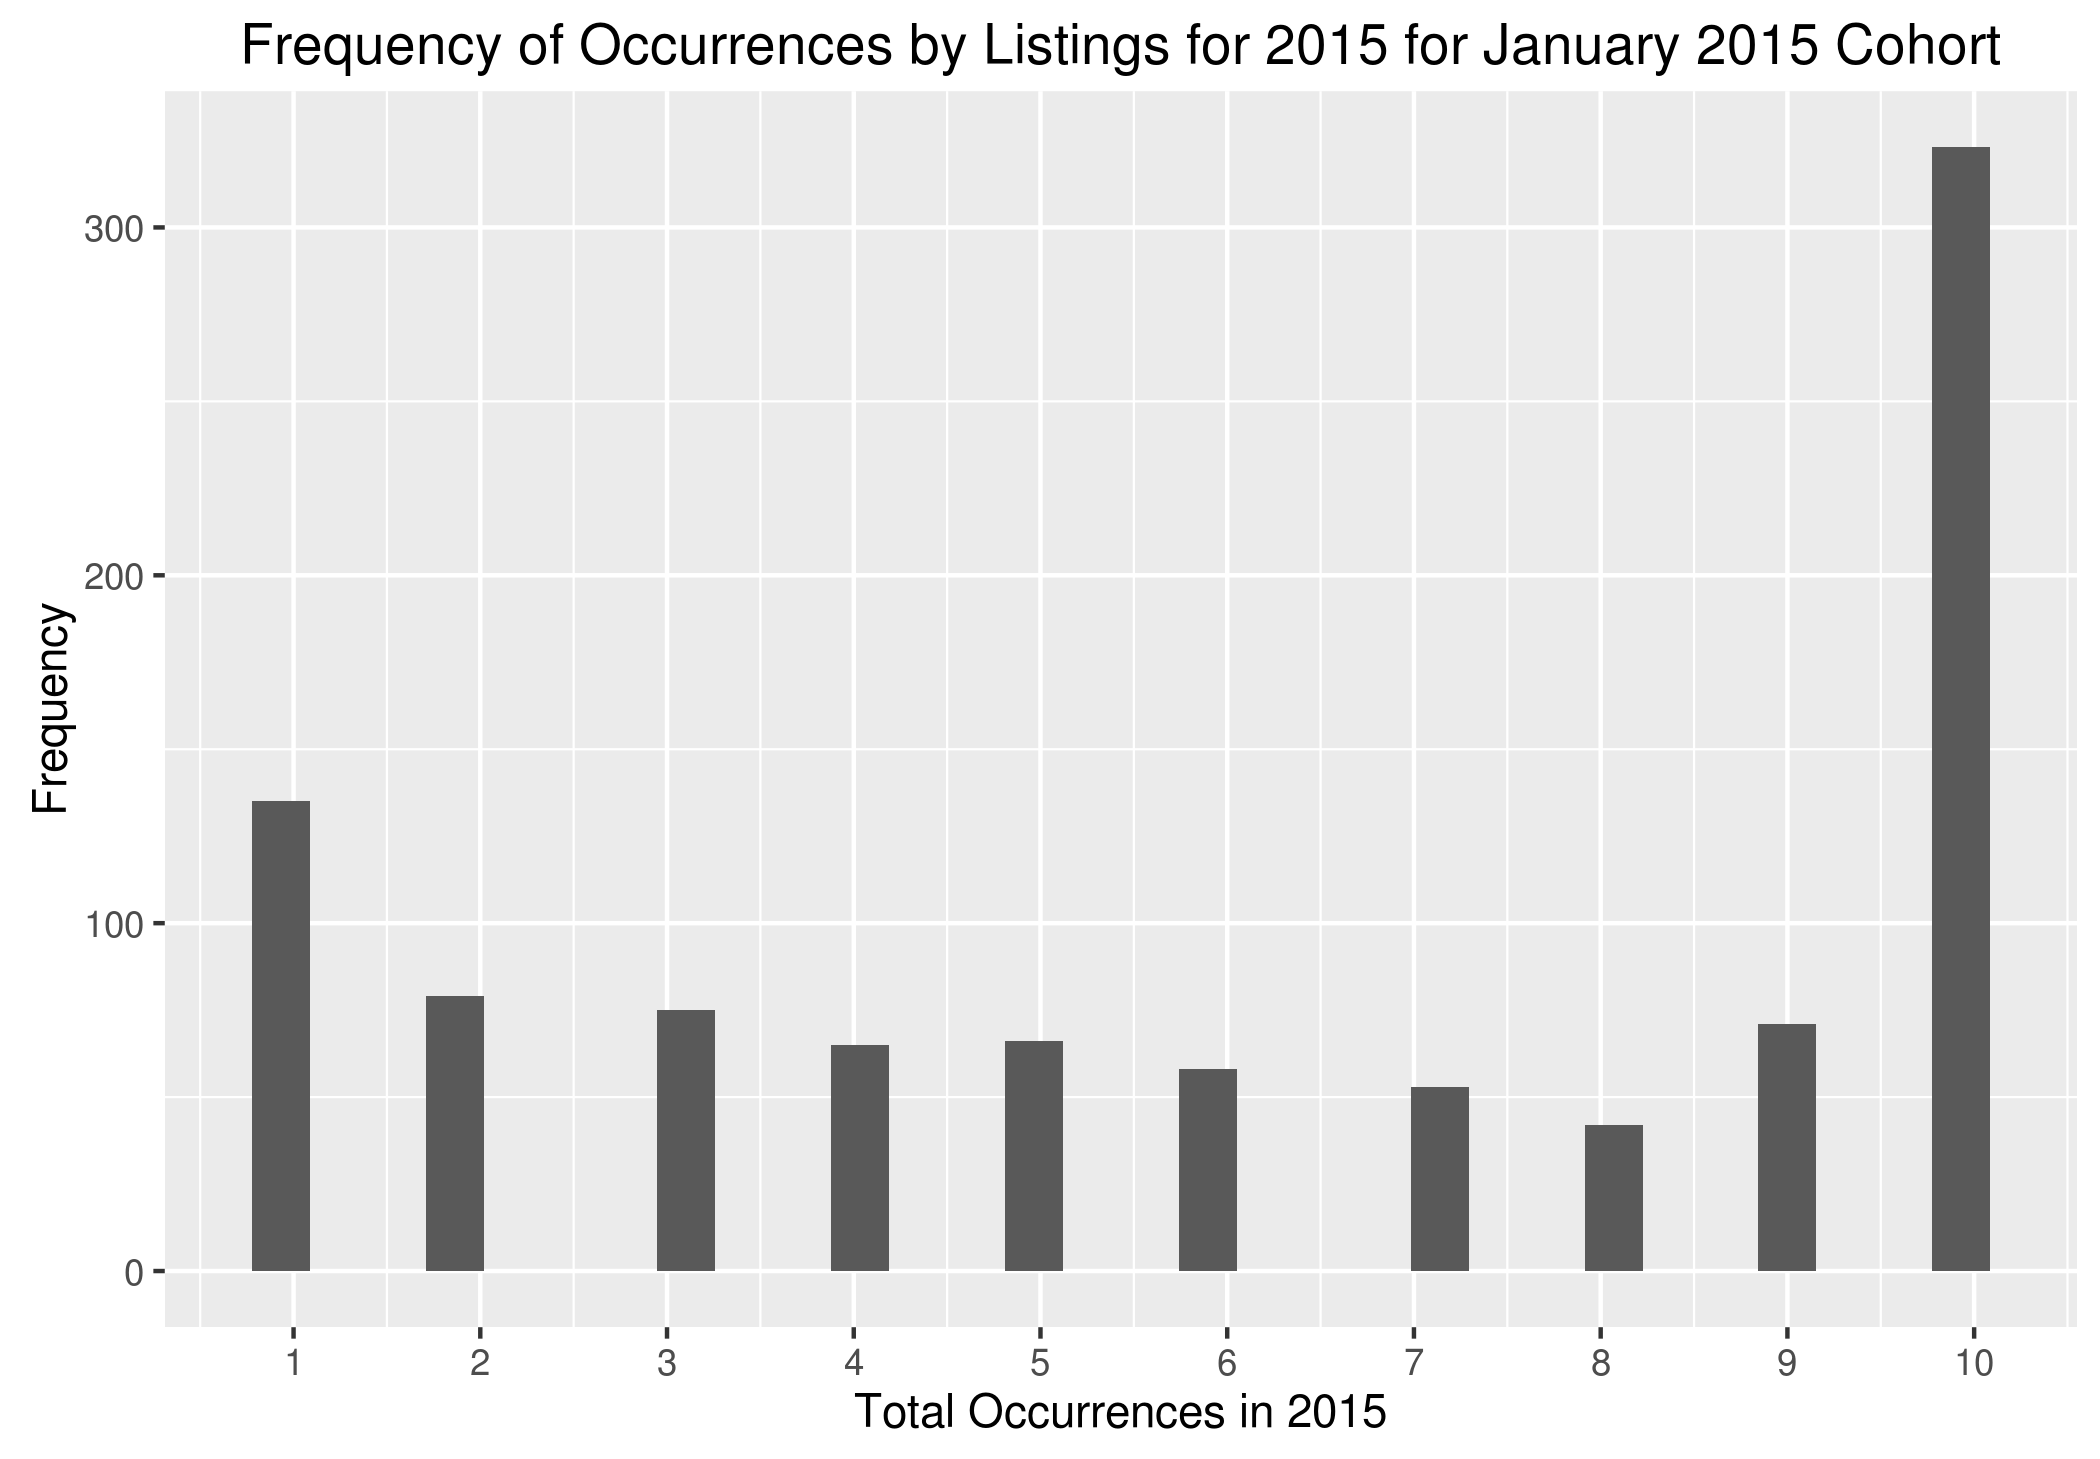 Frequency of Occurrences by Listings for 2015 for January 2015 Cohort
300
200
100
0
Frequency
1 2 3 4 5 6 7 8 9 10
Total Occurrences in 2015